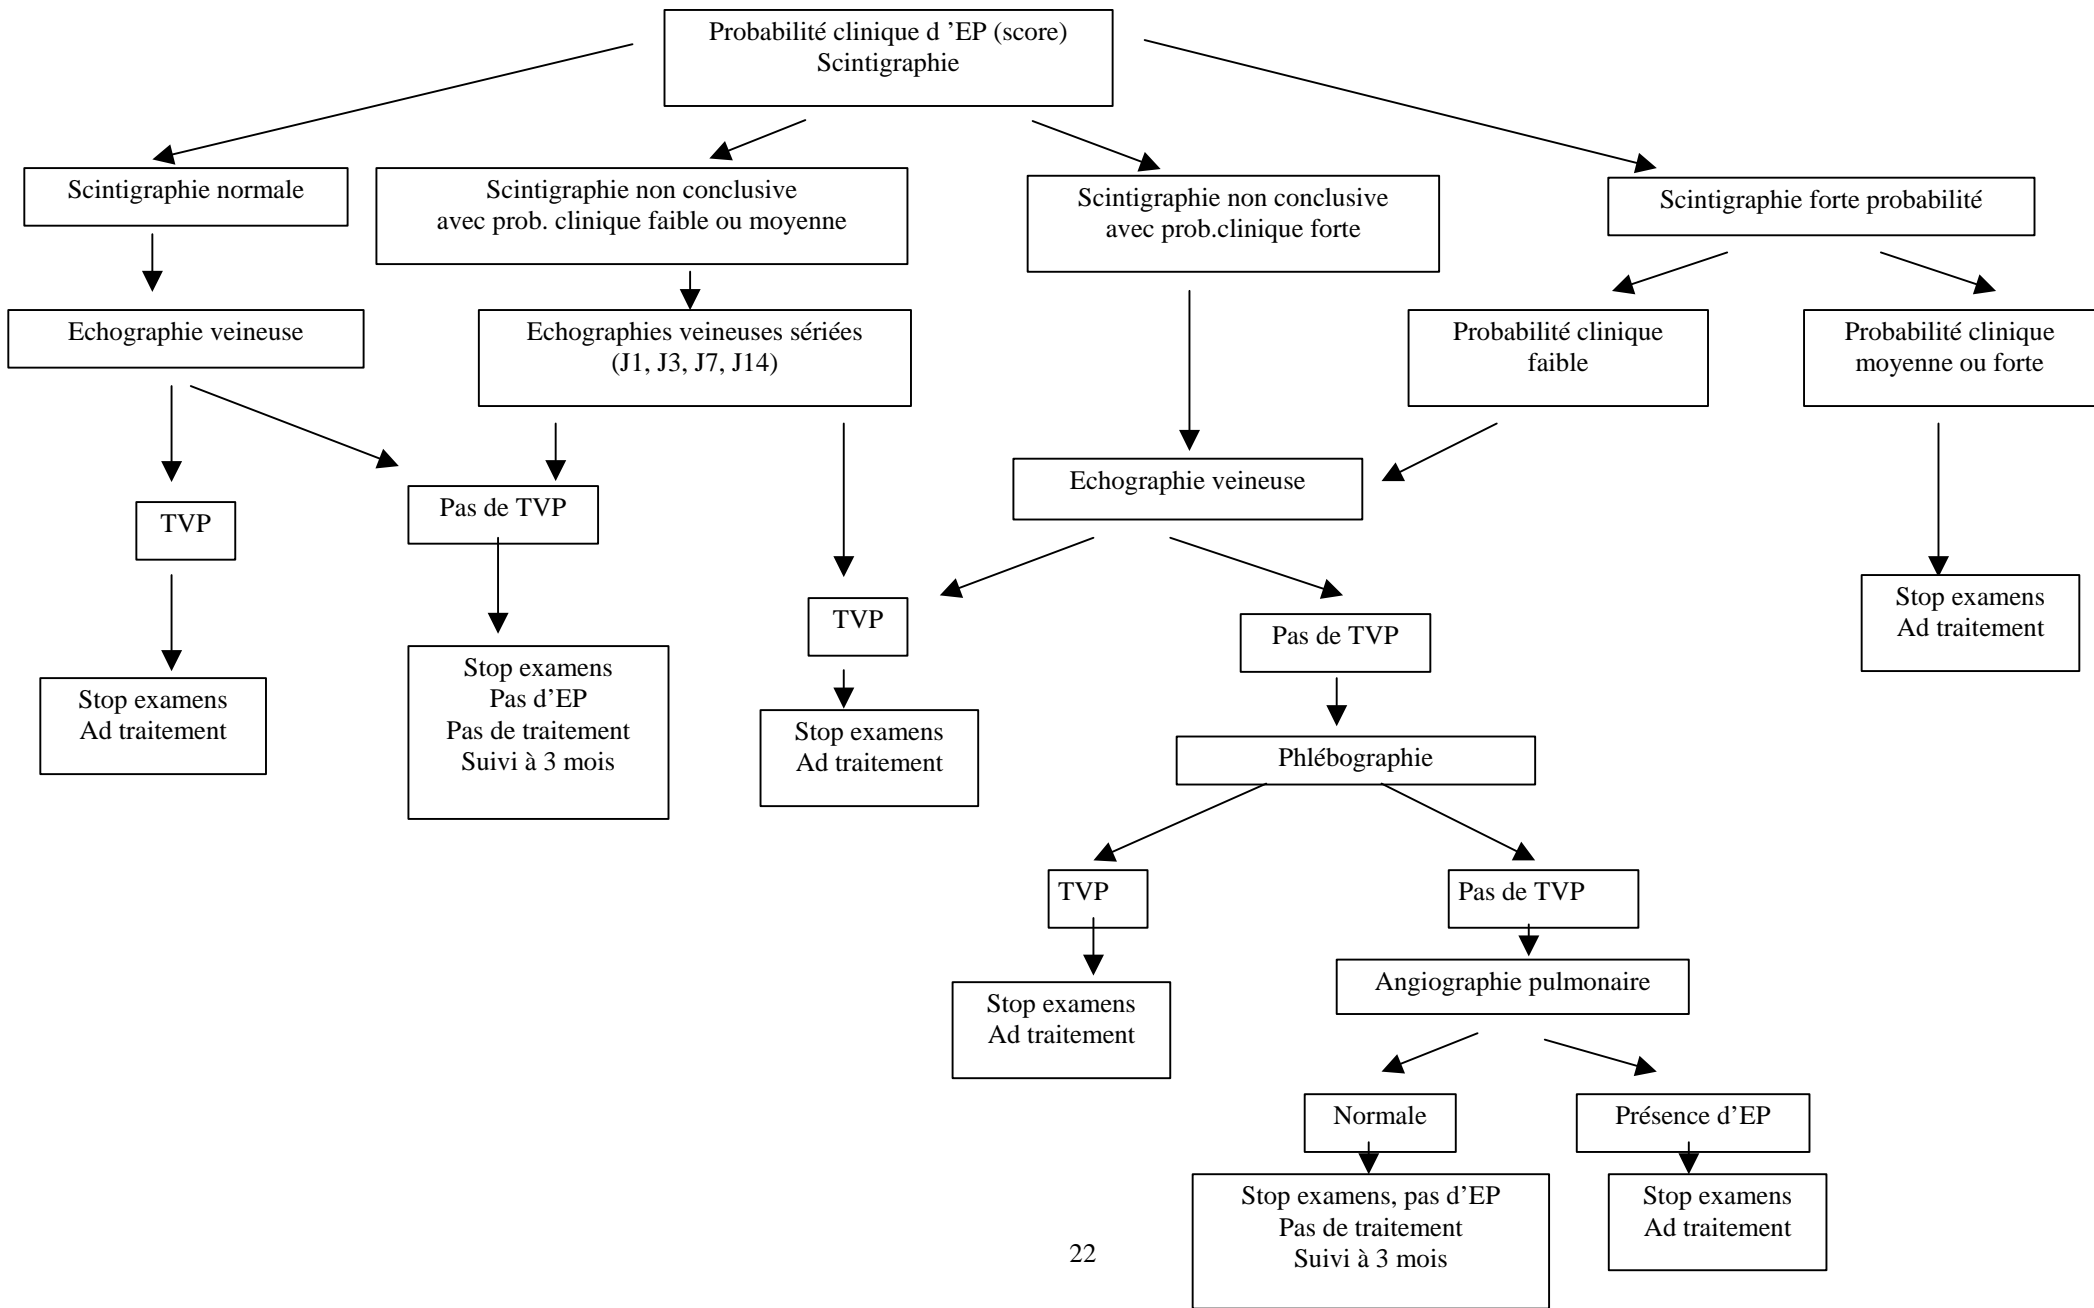 Probabilité clinique d ’EP (score)
Scintigraphie
Scintigraphie normale
Scintigraphie non conclusive
avec prob. clinique faible ou moyenne
Scintigraphie non conclusive
avec prob.clinique forte
Scintigraphie forte probabilité
Echographie veineuse
Echographies veineuses sériées
(J1, J3, J7, J14)
Probabilité clinique
faible
Probabilité clinique
moyenne ou forte
Echographie veineuse
TVP
Pas de TVP
TVP
Pas de TVP
Stop examens
Ad traitement
Stop examens
Ad traitement
Stop examens
Pas d’EP
Pas de traitement
Suivi à 3 mois
Stop examens
Ad traitement
Phlébographie
TVP
Pas de TVP
Stop examens
Ad traitement
Angiographie pulmonaire
Normale
Présence d’EP
Stop examens, pas d’EP
Pas de traitement
Suivi à 3 mois
Stop examens
Ad traitement
22